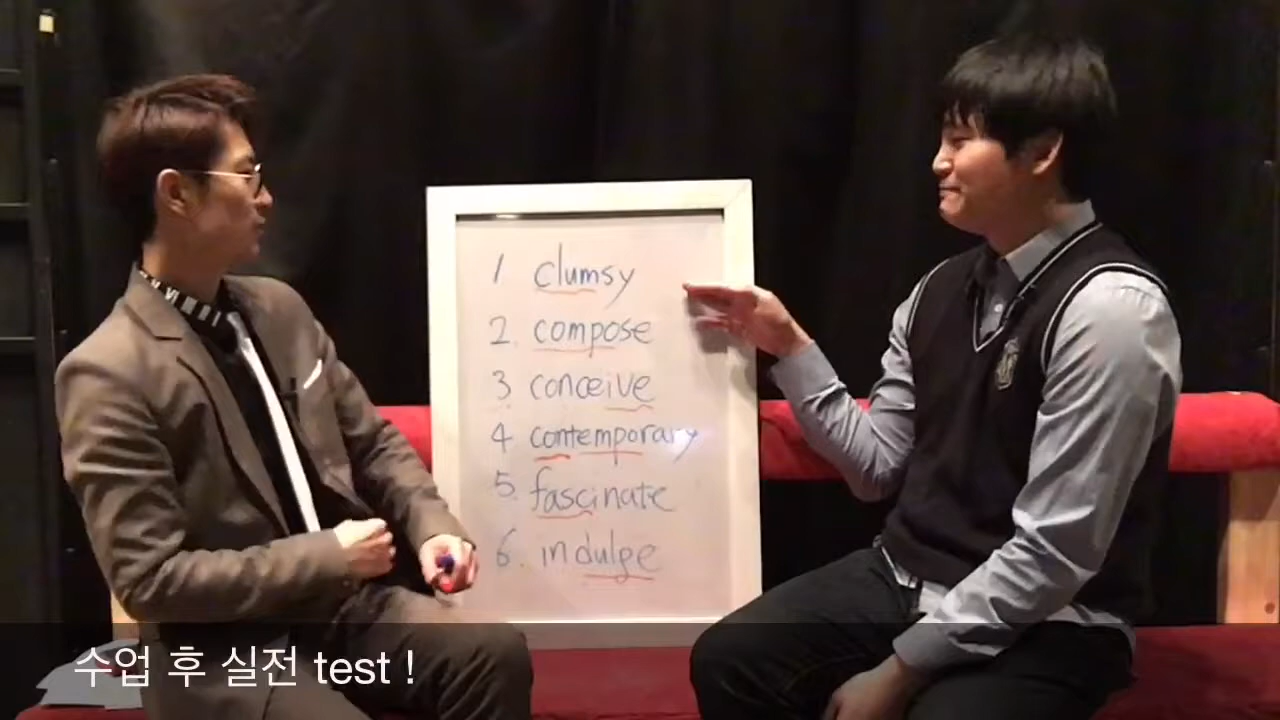 1 clumsy
2. compose
3 conceive
4 contemporary
5. fascinate
6. indulge
수업 후 실전 test !